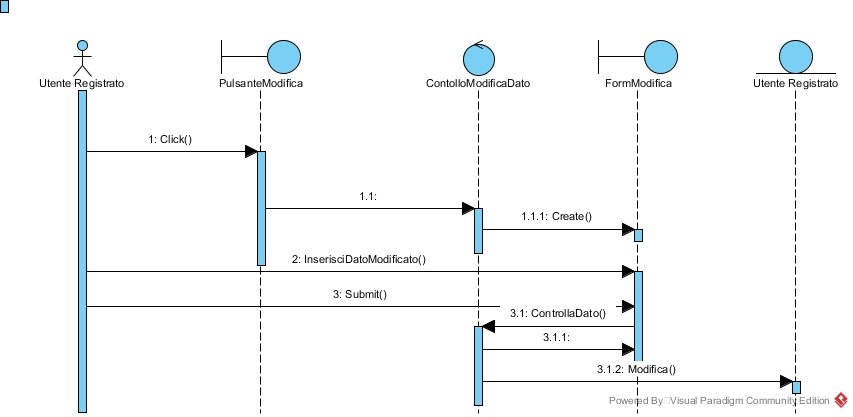 Utente Registrato
PulsanteModifica
ContolloModificaDato
FormModifica
Utente Registrato
1: Click()
1.1:
1.1.1: Create()
2: InserisciDatoModificato()
3: Submit()
3.1: ControllaDato()
3.1.1:
3.1.2: Modifica()
Powered By Visual Paradigm Community Edition